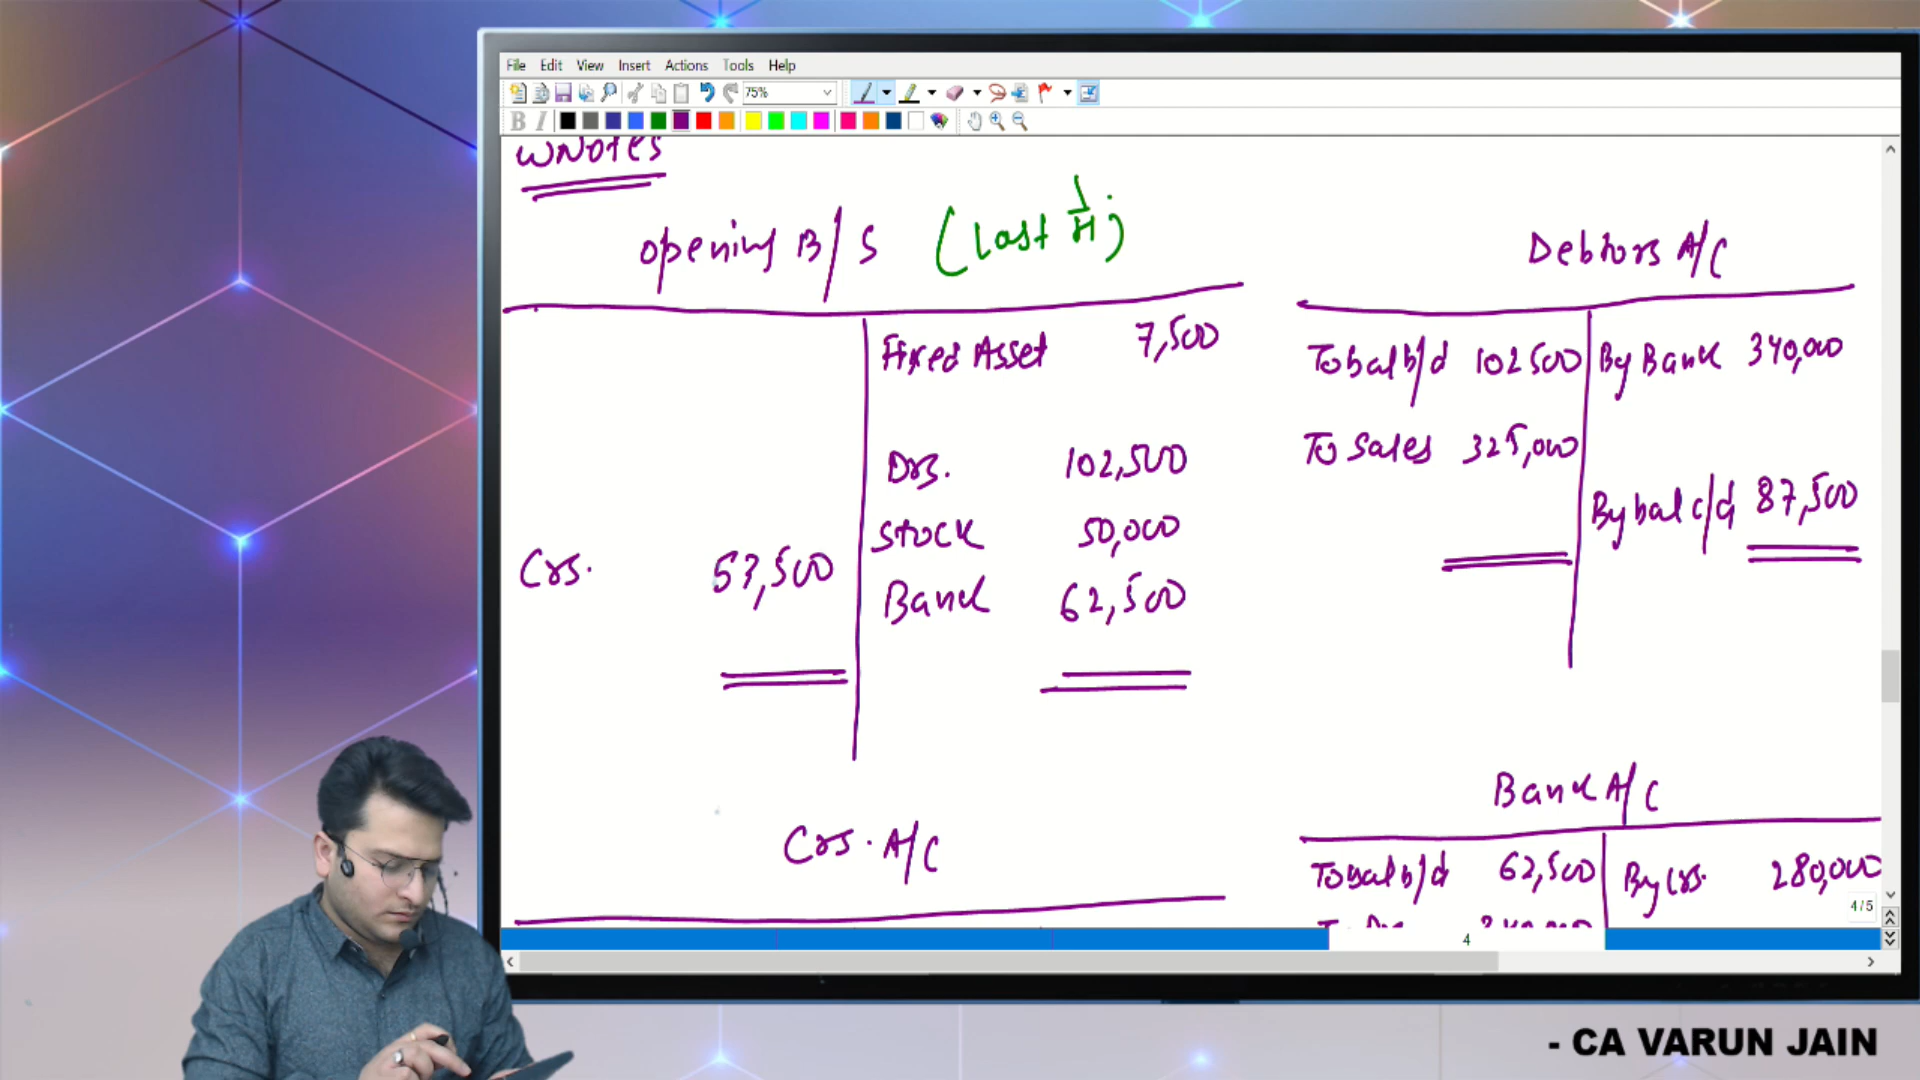 File Edit View Insert Actions Tools Help
75%
B I
WNotes
Opening B/S (last 1/H)
Fixed Asset 7,500
Drs. 102,500
Stock 50,000
Crs. 57,500
Bank 62,500
Debtors A/C
To bal b/d 102500 By Bank 340,000
To Sales 325,000
By bal c/d 87,500
Crs. A/C
Bank A/C
To bal b/d 62,500 By Crs. 280,000
4/5
4
- CA VARUN JAIN